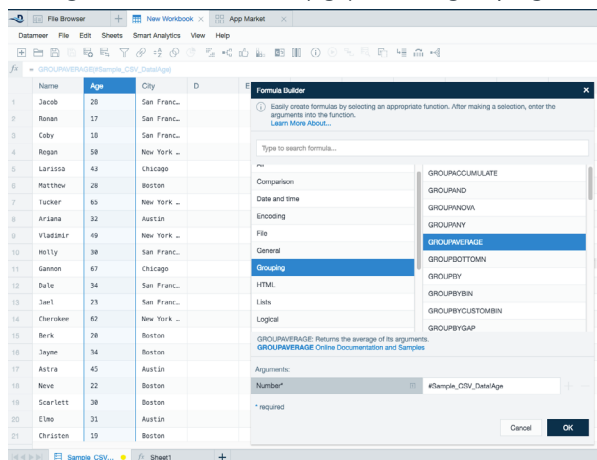 File Browser
New Workbook
App Market
Datameer File Edit Sheets Smart Analytics View Help
fx = GROUPAVERAGE(#Sample_CSV_Data!Age)
Name Age City D E
1 Jacob 28 San Franc…
2 Ronan 17 San Franc…
3 Coby 18 San Franc…
4 Regan 50 New York …
5 Larissa 43 Chicago
6 Matthew 28 Boston
7 Tucker 65 New York …
8 Ariana 32 Austin
9 Vladimir 49 New York …
10 Holly 30 San Franc…
11 Gannon 67 Chicago
12 Dale 34 San Franc…
13 Jael 23 San Franc…
14 Cherokee 62 New York …
15 Berk 20 Boston
16 Jayme 34 Boston
17 Astra 45 Austin
18 Neve 22 Boston
19 Scarlett 30 Boston
20 Elmo 31 Austin
21 Christen 19 Boston
Sample_CSV...
fx Sheet1
Formula Builder
Easily create formulas by selecting an appropriate function. After making a selection, enter the
arguments into the function.
Learn More About...
Type to search formula...
All
Comparison
Date and time
Encoding
File
General
Grouping
HTML
Lists
Logical
GROUPACCUMULATE
GROUPAND
GROUPANOVA
GROUPANY
GROUPAVERAGE
GROUPBOTTOMN
GROUPBY
GROUPBYBIN
GROUPBYCUSTOMBIN
GROUPBYGAP
GROUPAVERAGE: Returns the average of its arguments.
GROUPAVERAGE Online Documentation and Samples
Arguments:
Number*
#Sample_CSV_Data!Age
* required
Cancel
OK